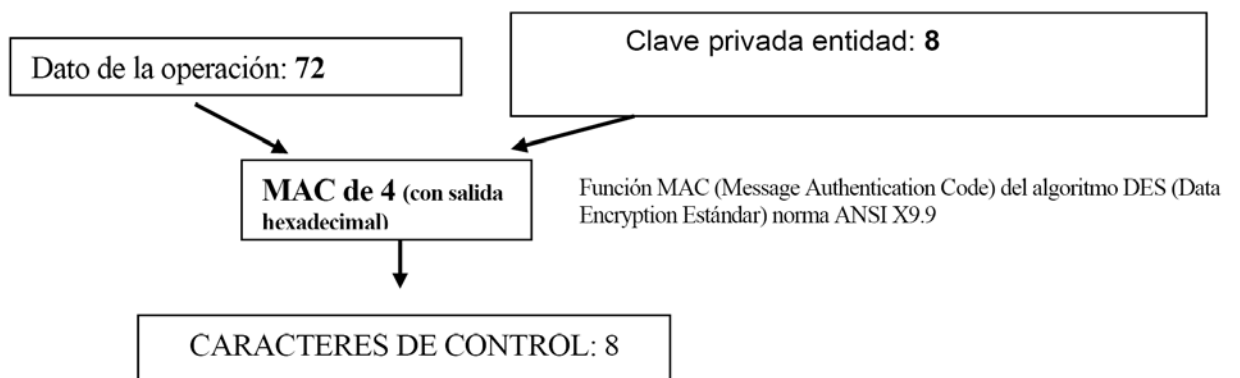 Clave privada entidad: 8
Dato de la operación: 72
MAC de 4 (con salida
hexadecimal)
Función MAC (Message Authentication Code) del algoritmo DES (Data
Encryption Estándar) norma ANSI X9.9
CARACTERES DE CONTROL: 8